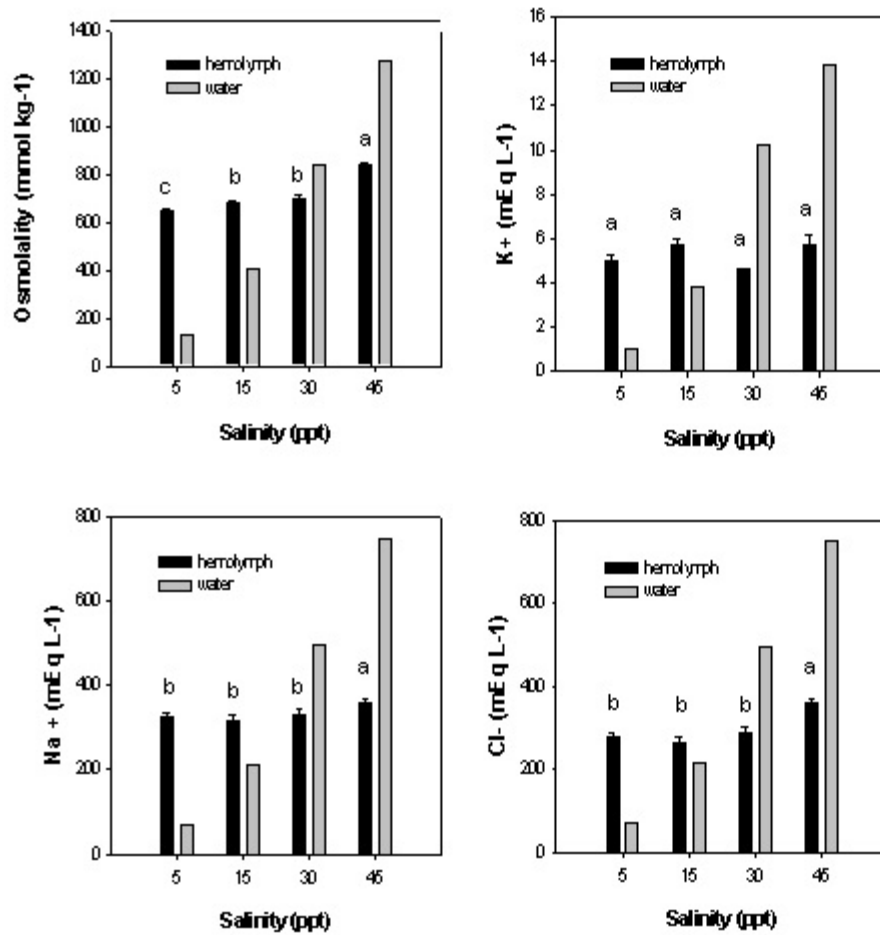 Osmolality (mmol kg-1)
1400
1200
1000
800
600
400
200
0
hemolymph
water
c
b
b
a
5
15
30
45
Salinity (ppt)
K+ (mEq L-1)
16
14
12
10
8
6
4
2
0
hemolymph
water
a
a
a
a
5
15
30
45
Salinity (ppt)
Na + (mEq L-1)
800
600
400
200
0
hemolymph
water
b
b
b
a
5
15
30
45
Salinity (ppt)
Cl- (mEq L-1)
800
600
400
200
0
hemolymph
water
b
b
b
a
5
15
30
45
Salinity (ppt)